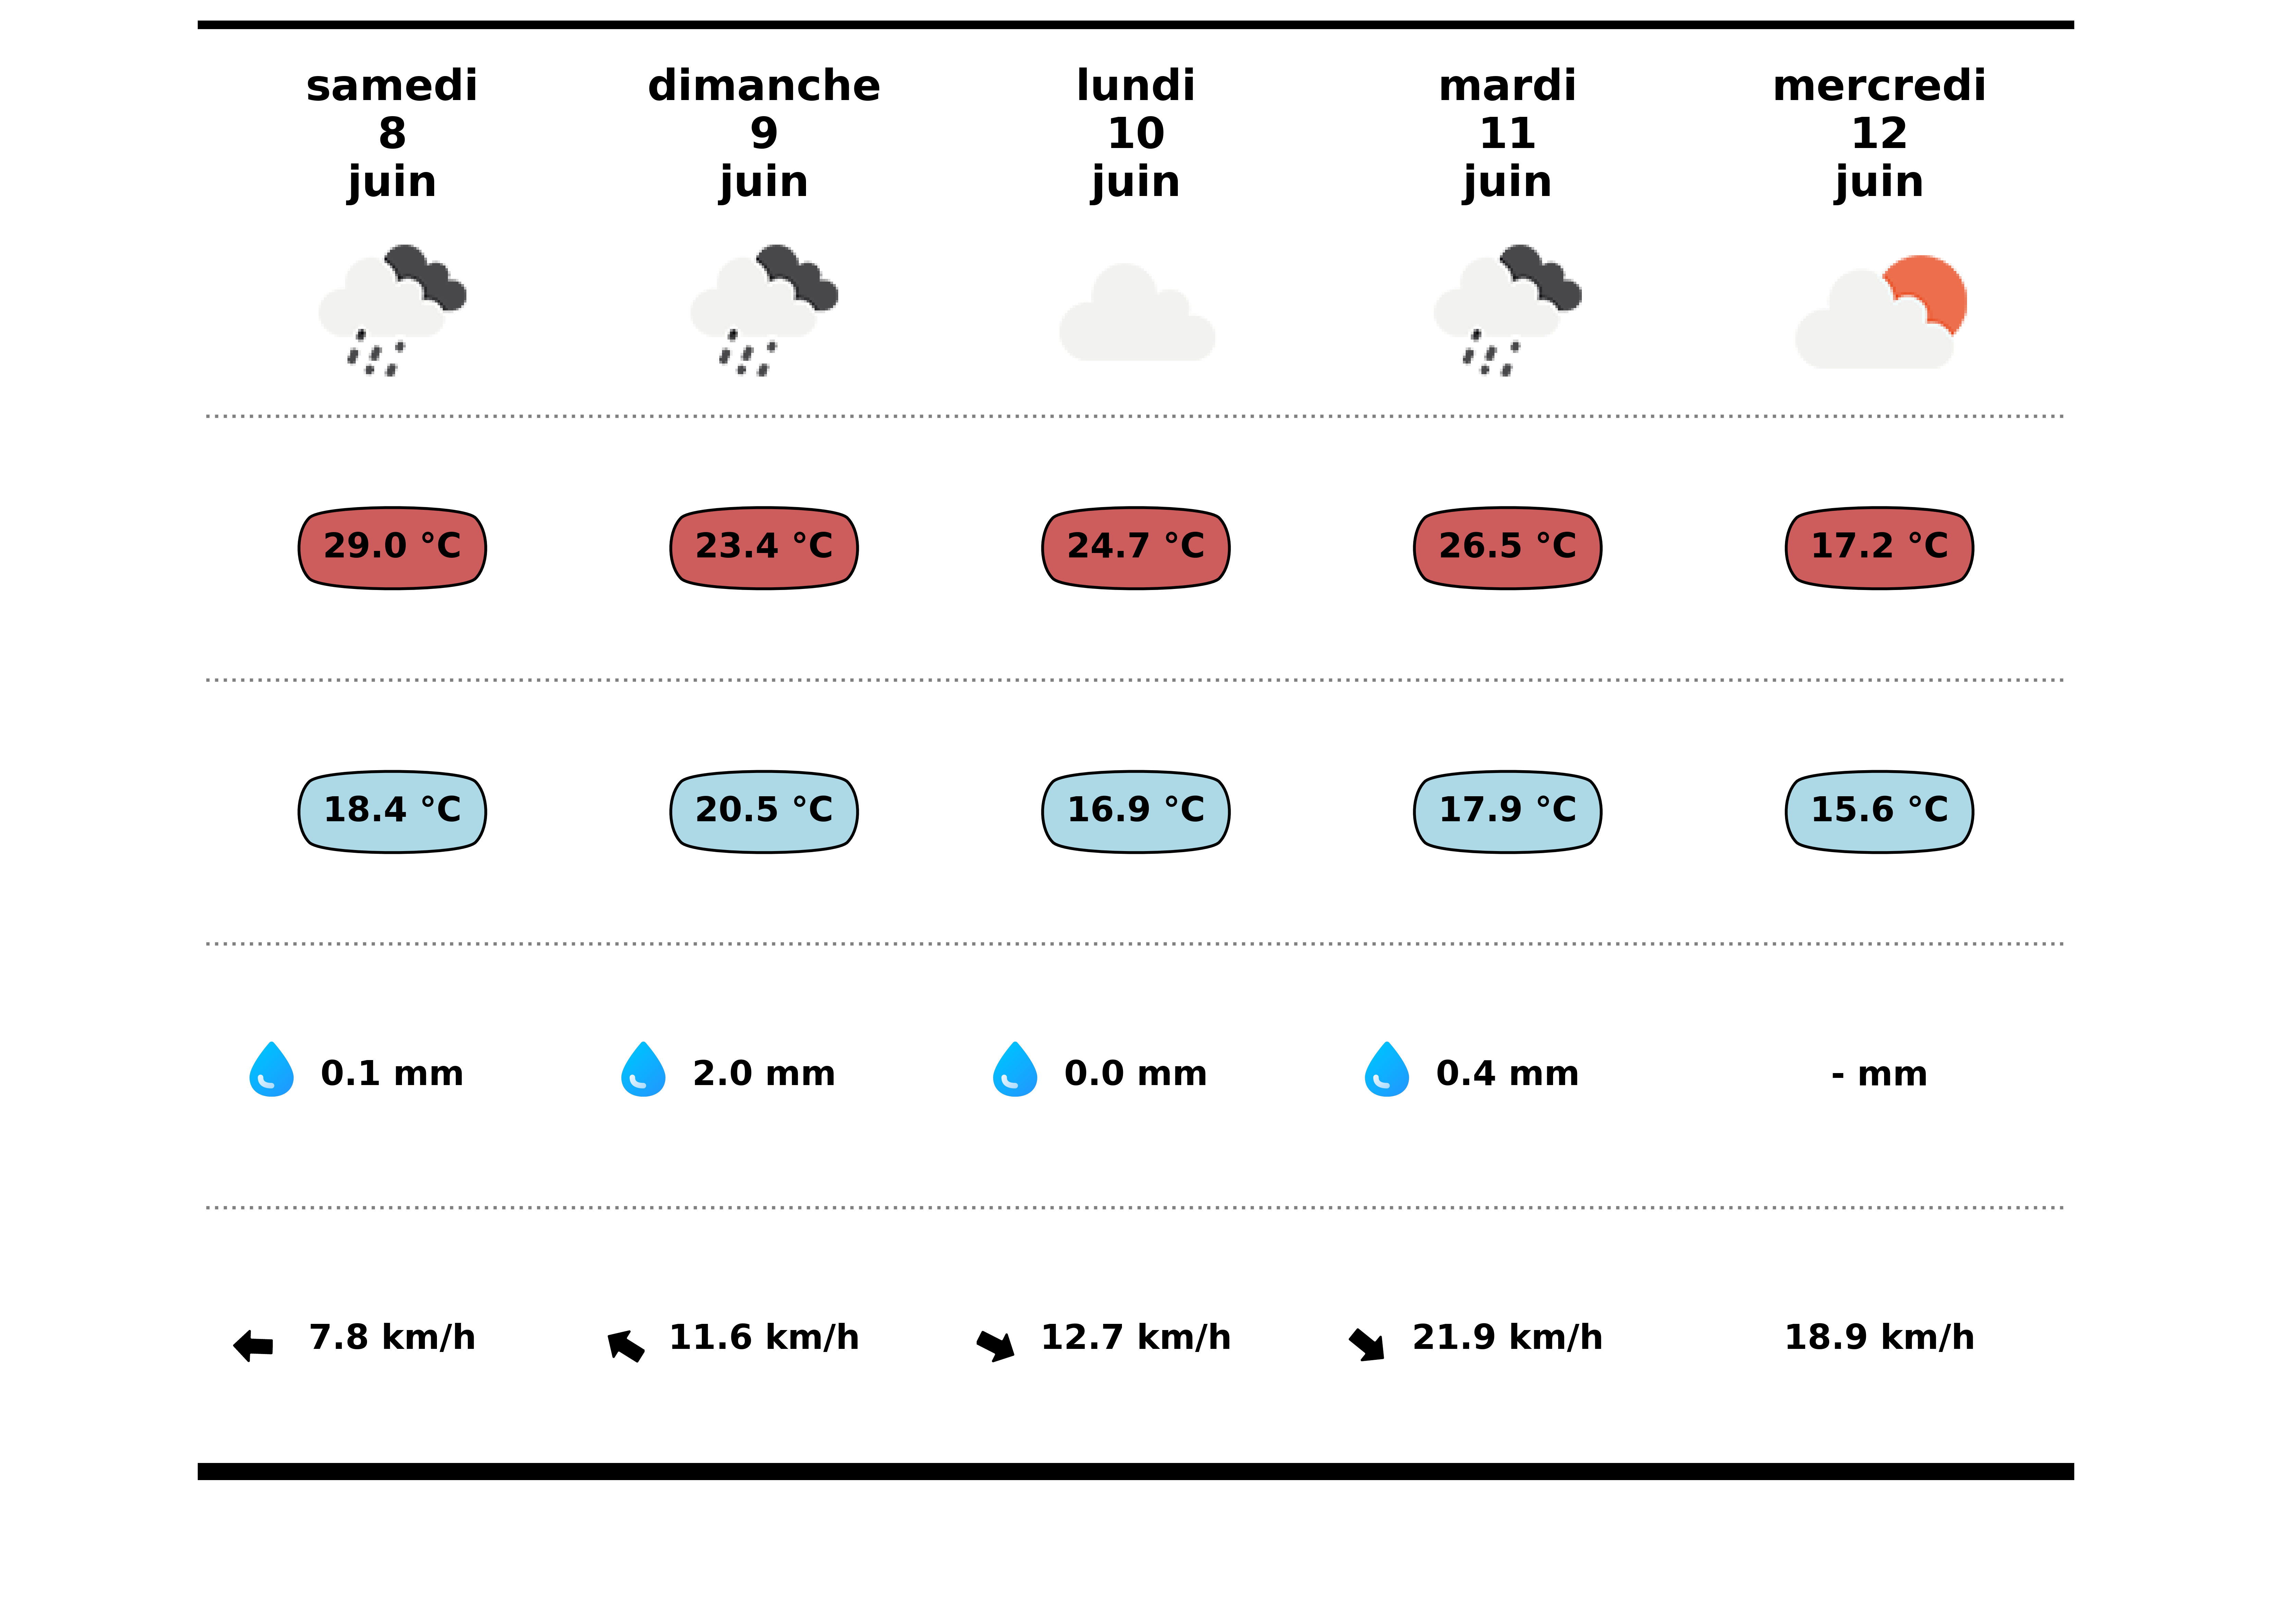 samedi
8
juin
dimanche
9
juin
lundi
10
juin
mardi
11
juin
mercredi
12
juin
29.0 °C
23.4 °C
24.7 °C
26.5 °C
17.2 °C
18.4 °C
20.5 °C
16.9 °C
17.9 °C
15.6 °C
0.1 mm
2.0 mm
0.0 mm
0.4 mm
- mm
7.8 km/h
11.6 km/h
12.7 km/h
21.9 km/h
18.9 km/h